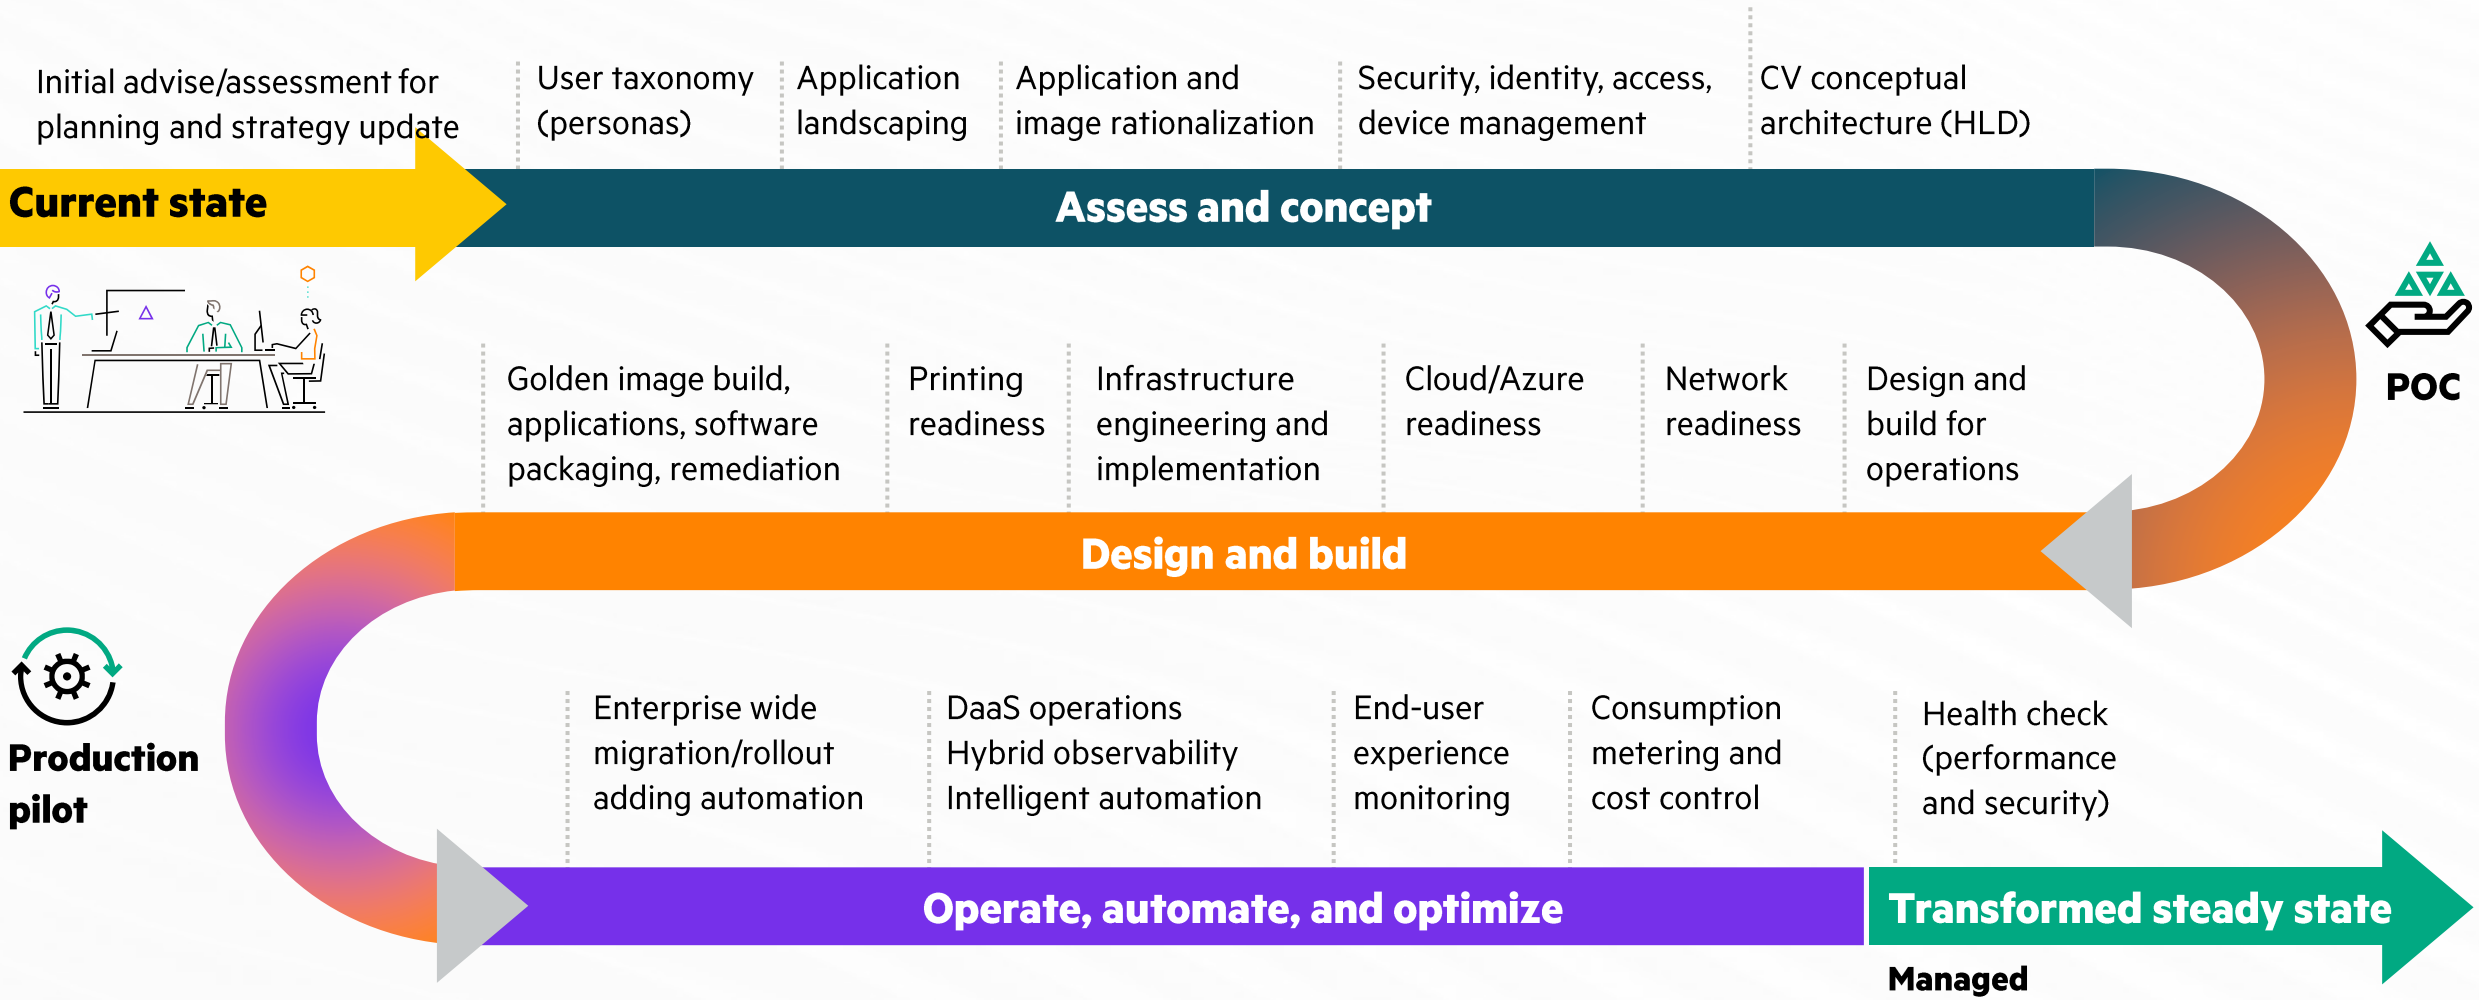 Initial advise/assessment for
planning and strategy update
User taxonomy
(personas)
Application
landscaping
Application and
image rationalization
Security, identity, access,
device management
CV conceptual
architecture (HLD)
Current state
Assess and concept
POC
Golden image build,
applications, software
packaging, remediation
Printing
readiness
Infrastructure
engineering and
implementation
Cloud/Azure
readiness
Network
readiness
Design and
build for
operations
Design and build
Production
pilot
Enterprise wide
migration/rollout
adding automation
DaaS operations
Hybrid observability
Intelligent automation
End-user
experience
monitoring
Consumption
metering and
cost control
Health check
(performance
and security)
Operate, automate, and optimize
Transformed steady state
Managed